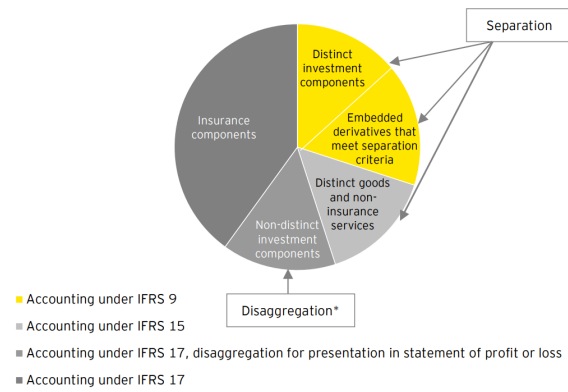 Separation
Distinct
investment
components
Insurance
components
Embedded
derivatives that
meet separation
criteria
Distinct goods
and non-
insurance
services
Non-distinct
investment
components
Disaggregation*
Accounting under IFRS 9
Accounting under IFRS 15
Accounting under IFRS 17, disaggregation for presentation in statement of profit or loss
Accounting under IFRS 17